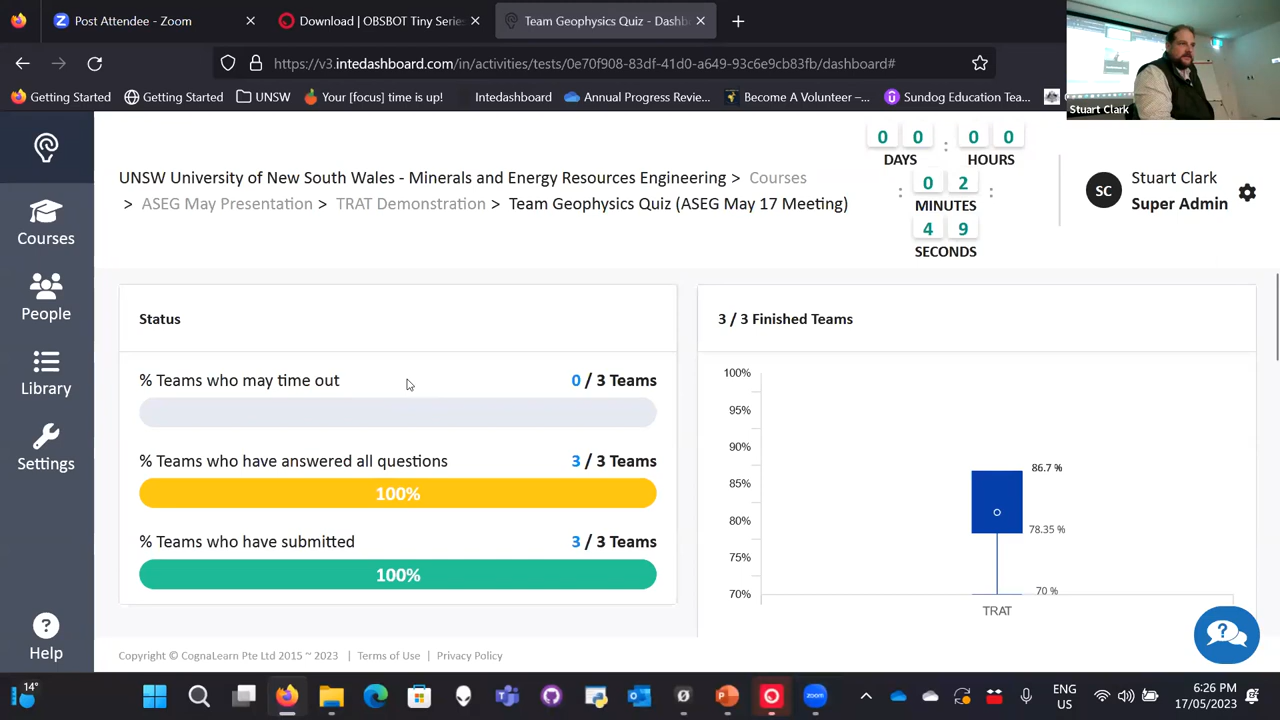 Post Attendee - Zoom
Download | OBSBOT Tiny Series
Team Geophysics Quiz - Dashb
https://v3.intedashboard.com/in/activities/tests/0f70f908-83df-41f0-a649-93c6e9cb83fb/dashboard#
Getting Started
Getting Started
UNSW
Your [fos] time is up!
Intedashboard
Annual Progress Revie...
Become A Volunteer – ...
Sundog Education Tea...
Stuart Clark
UNSW University of New South Wales - Minerals and Energy Resources Engineering > Courses
> ASEG May Presentation > TRAT Demonstration > Team Geophysics Quiz (ASEG May 17 Meeting)
0 0 : 0 0
DAYS HOURS
: 0 2 :
MINUTES
4 9
SECONDS
SC
Stuart Clark
Super Admin
Courses
People
Library
Settings
Help
Status
% Teams who may time out 0 / 3 Teams
% Teams who have answered all questions 3 / 3 Teams
100%
% Teams who have submitted 3 / 3 Teams
100%
3 / 3 Finished Teams
100%
95%
90%
85%
80%
75%
70%
86.7 %
78.35 %
70 %
TRAT
Copyright © CognaLearn Pte Ltd 2015 ~ 2023 | Terms of Use | Privacy Policy
14°
ENG
US
6:26 PM
17/05/2023